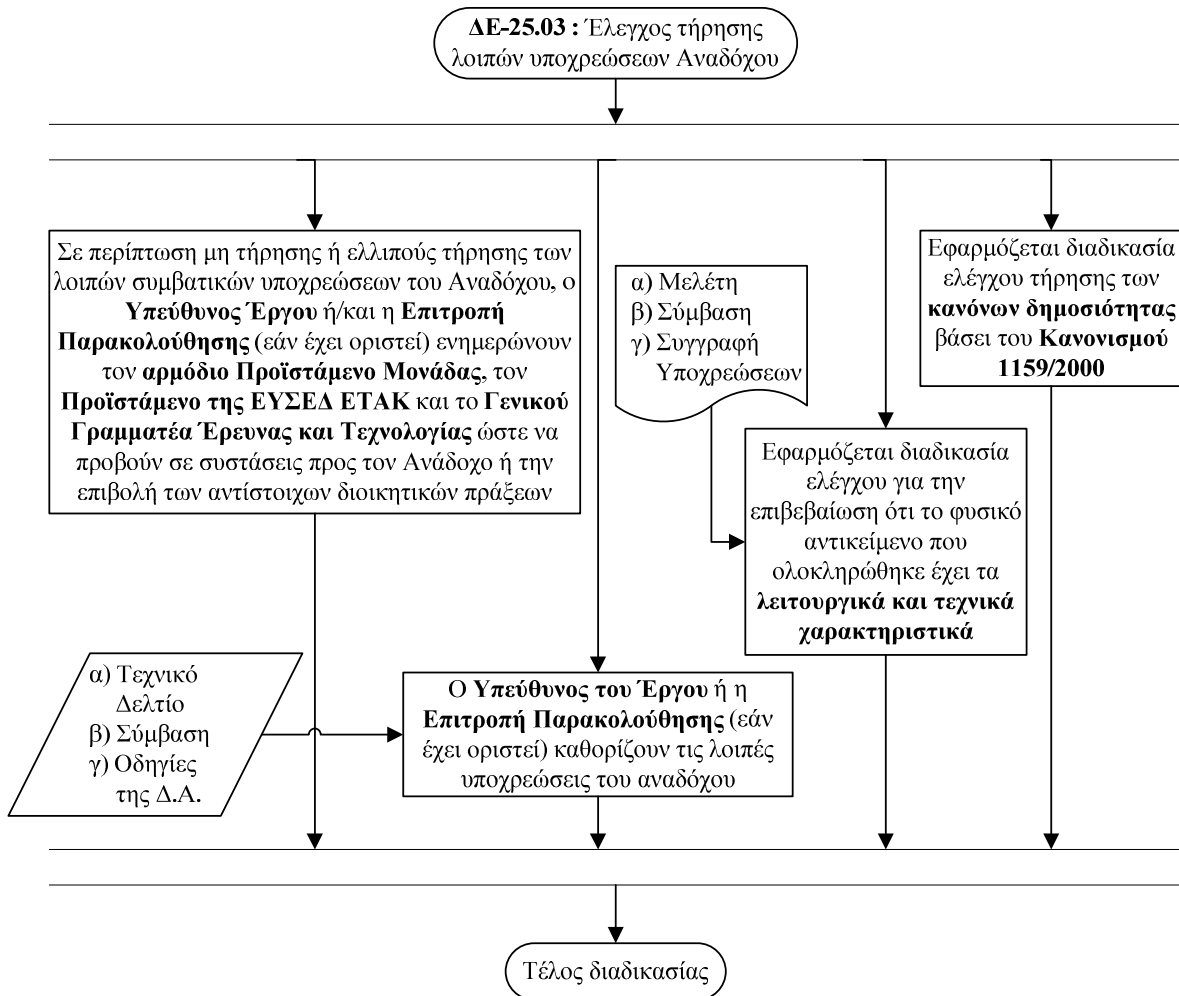 ΔΕ-25.03 : Έλεγχος τήρησης
λοιπών υποχρεώσεων Αναδόχου
Σε περίπτωση μη τήρησης ή ελλιπούς τήρησης των
λοιπών συμβατικών υποχρεώσεων του Αναδόχου, ο
Υπεύθυνος Έργου ή/και η Επιτροπή
Παρακολούθησης (εάν έχει οριστεί) ενημερώνουν
τον αρμόδιο Προϊστάμενο Μονάδας, τον
Προϊστάμενο της ΕΥΣΕΔ ΕΤΑΚ και το Γενικού
Γραμματέα Έρευνας και Τεχνολογίας ώστε να
προβούν σε συστάσεις προς τον Ανάδοχο ή την
επιβολή των αντίστοιχων διοικητικών πράξεων
α) Μελέτη
β) Σύμβαση
γ) Συγγραφή
Υποχρεώσεων
Εφαρμόζεται διαδικασία
ελέγχου τήρησης των
κανόνων δημοσιότητας
βάσει του Κανονισμού
1159/2000
Εφαρμόζεται διαδικασία
ελέγχου για την
επιβεβαίωση ότι το φυσικό
αντικείμενο που
ολοκληρώθηκε έχει τα
λειτουργικά και τεχνικά
χαρακτηριστικά
α) Τεχνικό
Δελτίο
β) Σύμβαση
γ) Οδηγίες
της Δ.Α.
Ο Υπεύθυνος του Έργου ή η
Επιτροπή Παρακολούθησης (εάν
έχει οριστεί) καθορίζουν τις λοιπές
υποχρεώσεις του αναδόχου
Τέλος διαδικασίας